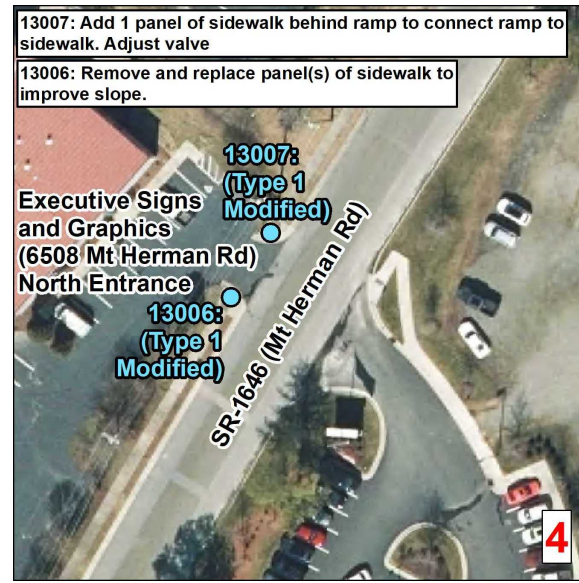 13007: Add 1 panel of sidewalk behind ramp to connect ramp to
sidewalk. Adjust valve
13006: Remove and replace panel(s) of sidewalk to
improve slope.
13007:
(Type 1
Modified)
Executive Signs
and Graphics
(6508 Mt Herman Rd)
North Entrance
13006:
(Type 1
Modified)
SR-1646 (Mt Herman Rd)
4